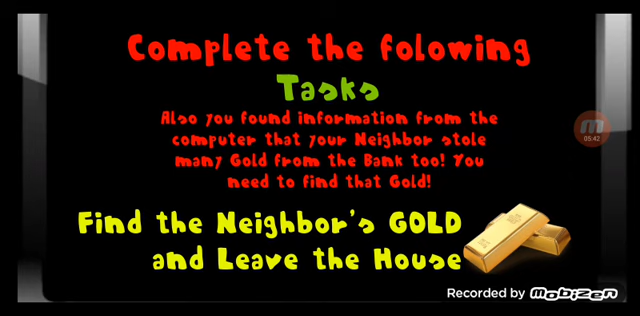 Complete the folowing
Tasks
Also you found information from the
computer that your Neighbor stole
many Gold from the Bank too! You
need to find that Gold!
Find the Neighbor's GOLD
and Leave the House
05:42
Recorded by mobizen